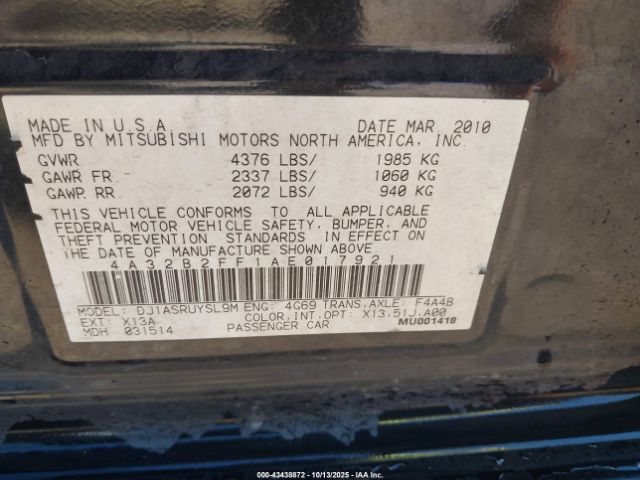 MADE IN U.S.A. DATE MAR. 2010
MFD BY MITSUBISHI MOTORS NORTH AMERICA, INC.
GVWR 4376 LBS/ 1985 KG
GAWR FR- 2337 LBS/ 1060 KG
GAWP. RR. 2072 LBS/ 940 KG
THIS VEHICLE CONFORMS TO ALL APPLICABLE
FEDERAL MOTOR VEHICLE SAFETY, BUMPER, AND
THEFT PREVENTION STANDARDS IN EFFECT ON
THE DATE OF MANUFACTURE SHOWN ABOVE
4A32B2FF1AE017921
MODEL: DJ1ASRUYSL9M ENG: 4G69 TRANS.AXLE: F4A4B
EXT: X13A COLOR.INT.OPT: X13.51J.A00
MDH 031514 PASSENGER CAR MU001418
000-43438872 10/13/2025 - IAA Inc.